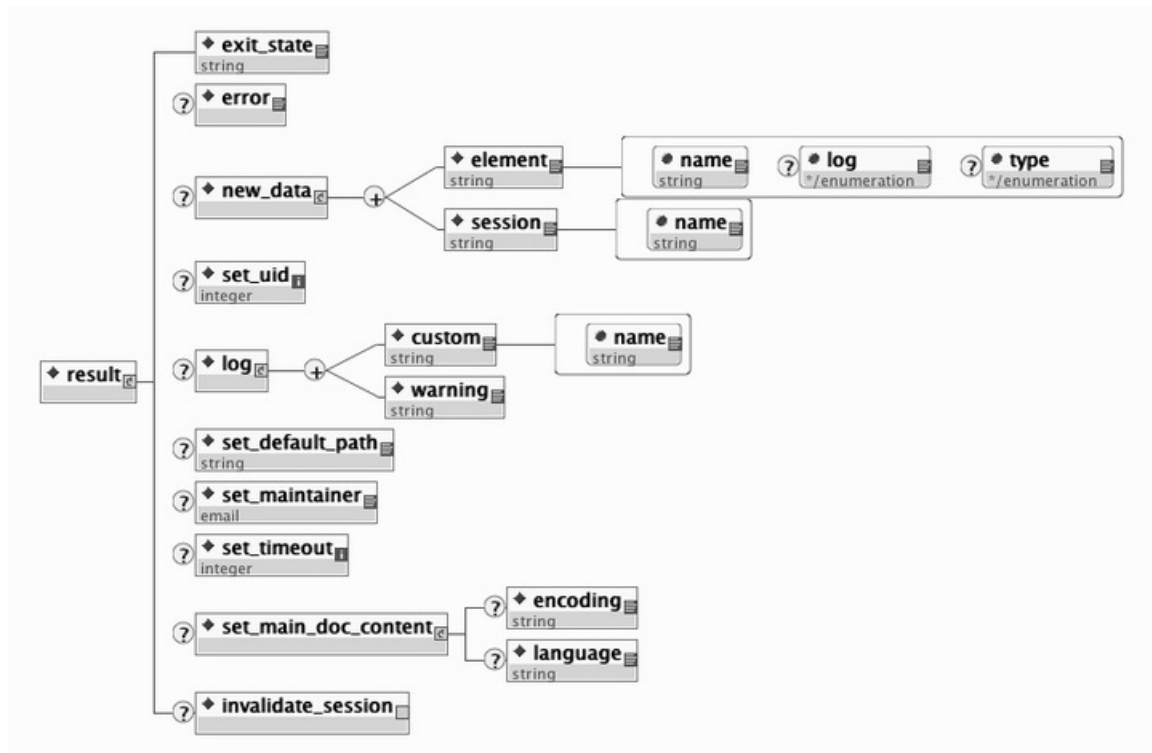 exit_state
string
? error
element
string
name
string
? log
*/enumeration
? type
*/enumeration
? new_data
+
session
string
name
string
? set_uid
integer
result
? log
+
custom
string
name
string
warning
string
? set_default_path
string
? set_maintainer
email
? set_timeout
integer
? set_main_doc_content
? encoding
string
? language
string
? invalidate_session